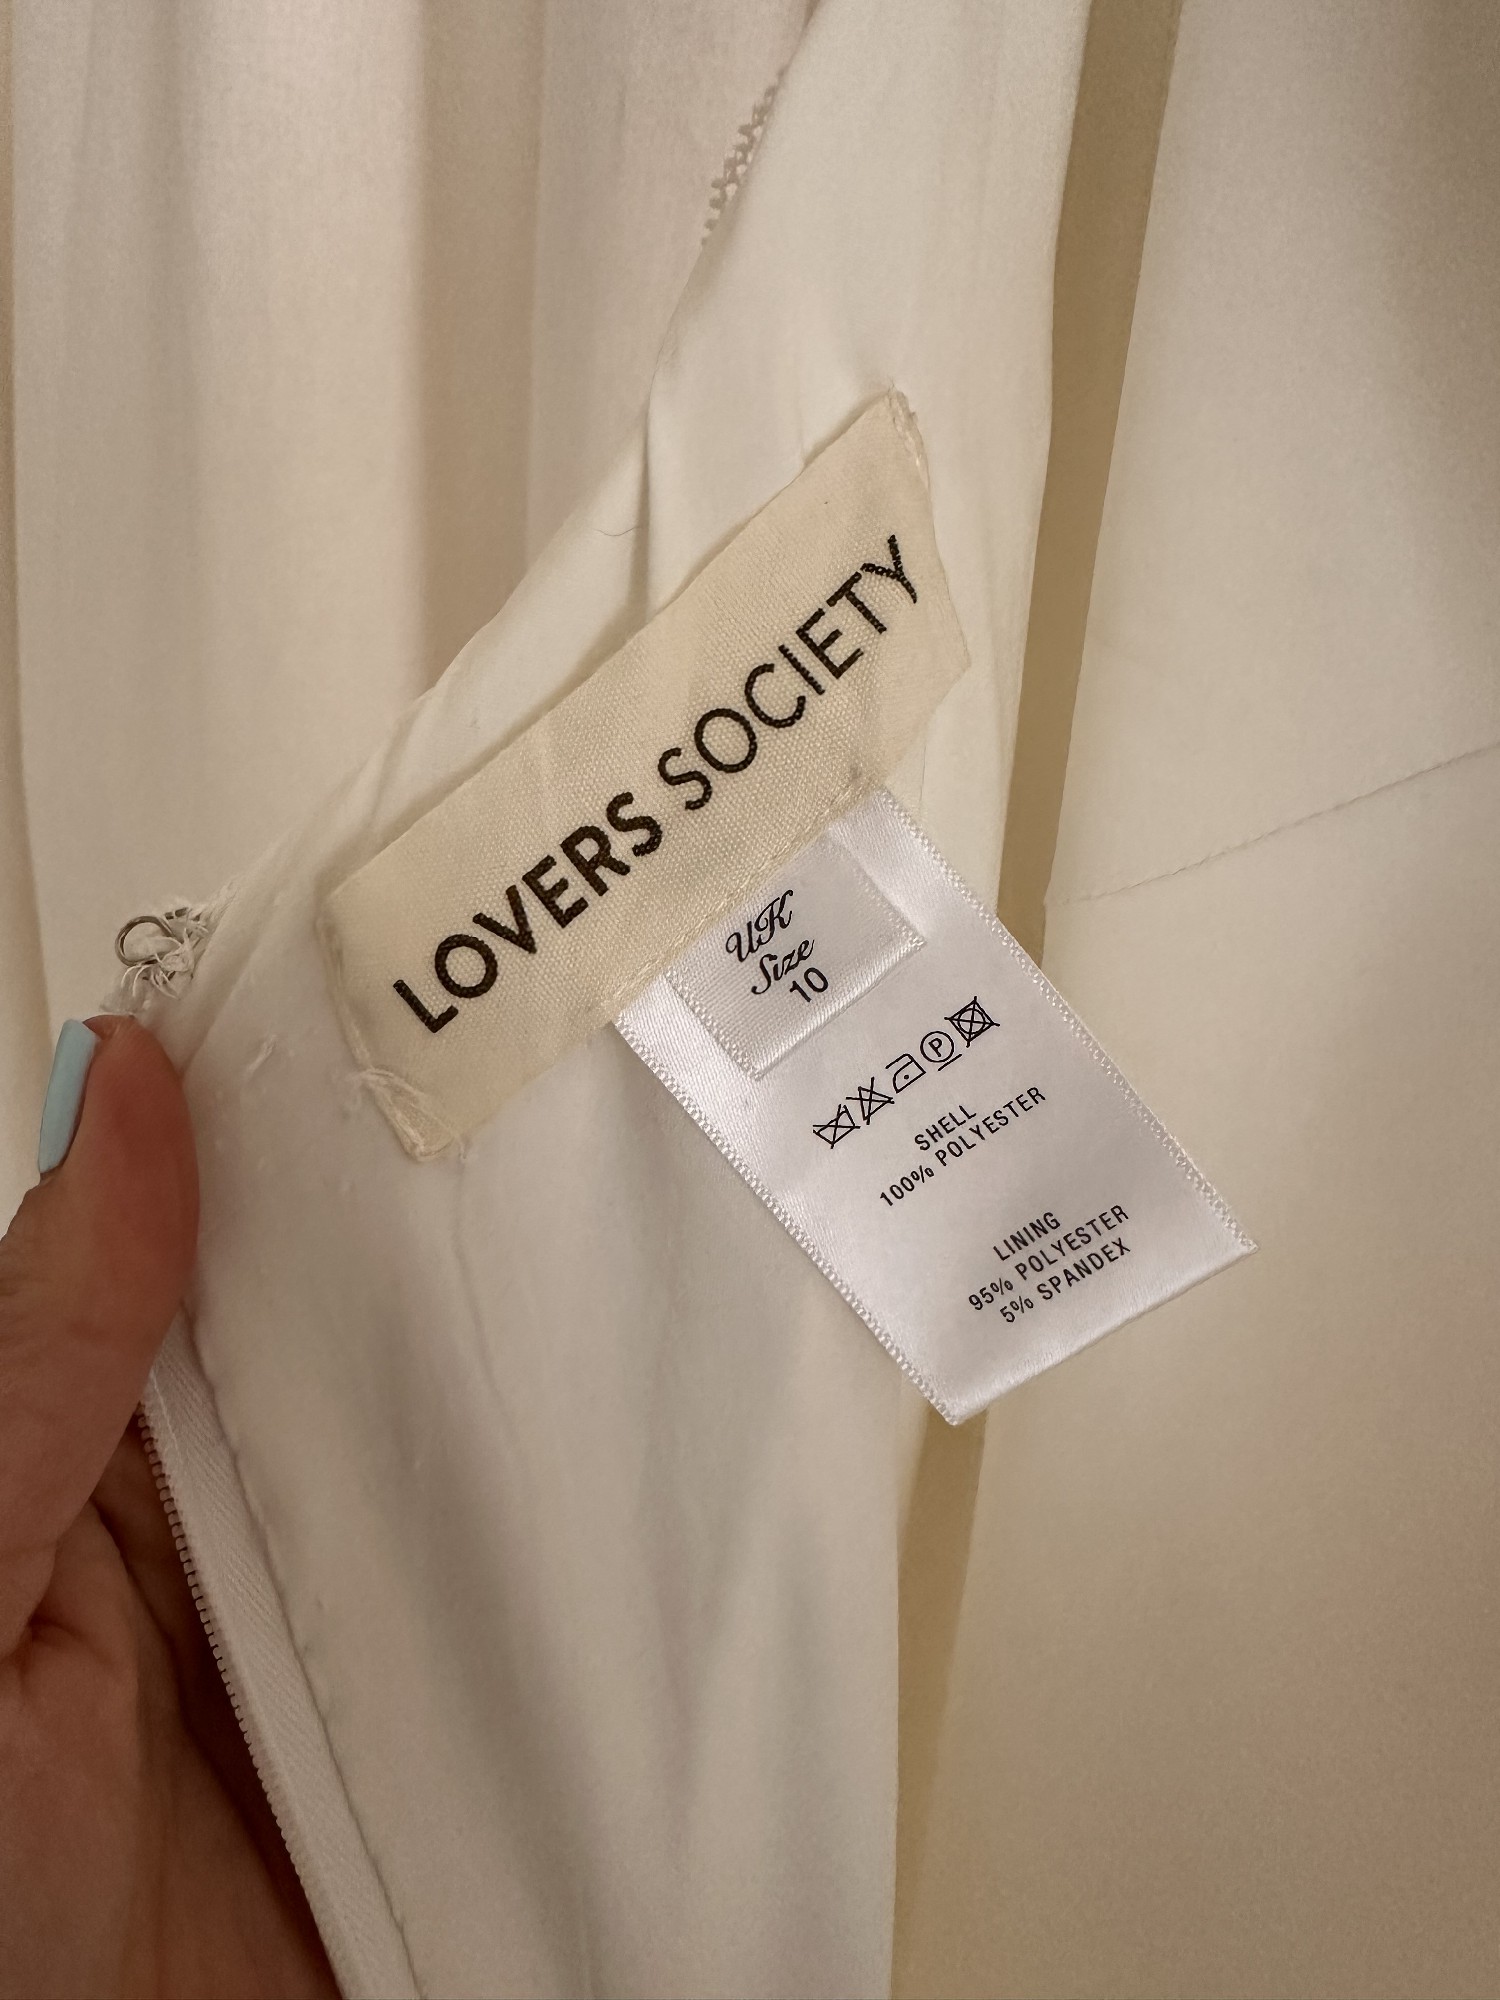 LOVERS SOCIETY
UK
Size
10
P
SHELL
100% POLYESTER
LINING
95% POLYESTER
5% SPANDEX